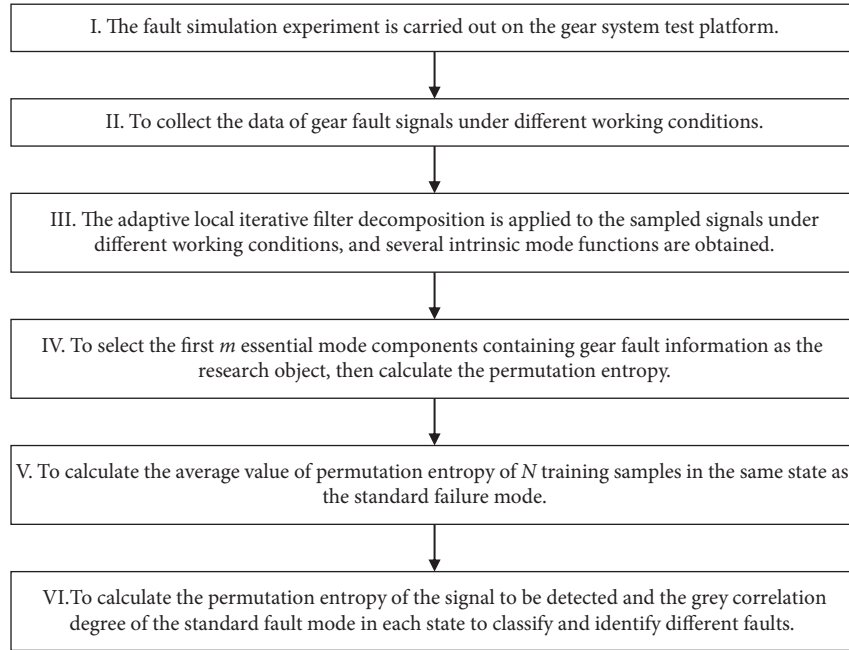 I. The fault simulation experiment is carried out on the gear system test platform.
II. To collect the data of gear fault signals under different working conditions.
III. The adaptive local iterative filter decomposition is applied to the sampled signals under
different working conditions, and several intrinsic mode functions are obtained.
IV. To select the first m essential mode components containing gear fault information as the
research object, then calculate the permutation entropy.
V. To calculate the average value of permutation entropy of N training samples in the same state as
the standard failure mode.
VI.To calculate the permutation entropy of the signal to be detected and the grey correlation
degree of the standard fault mode in each state to classify and identify different faults.